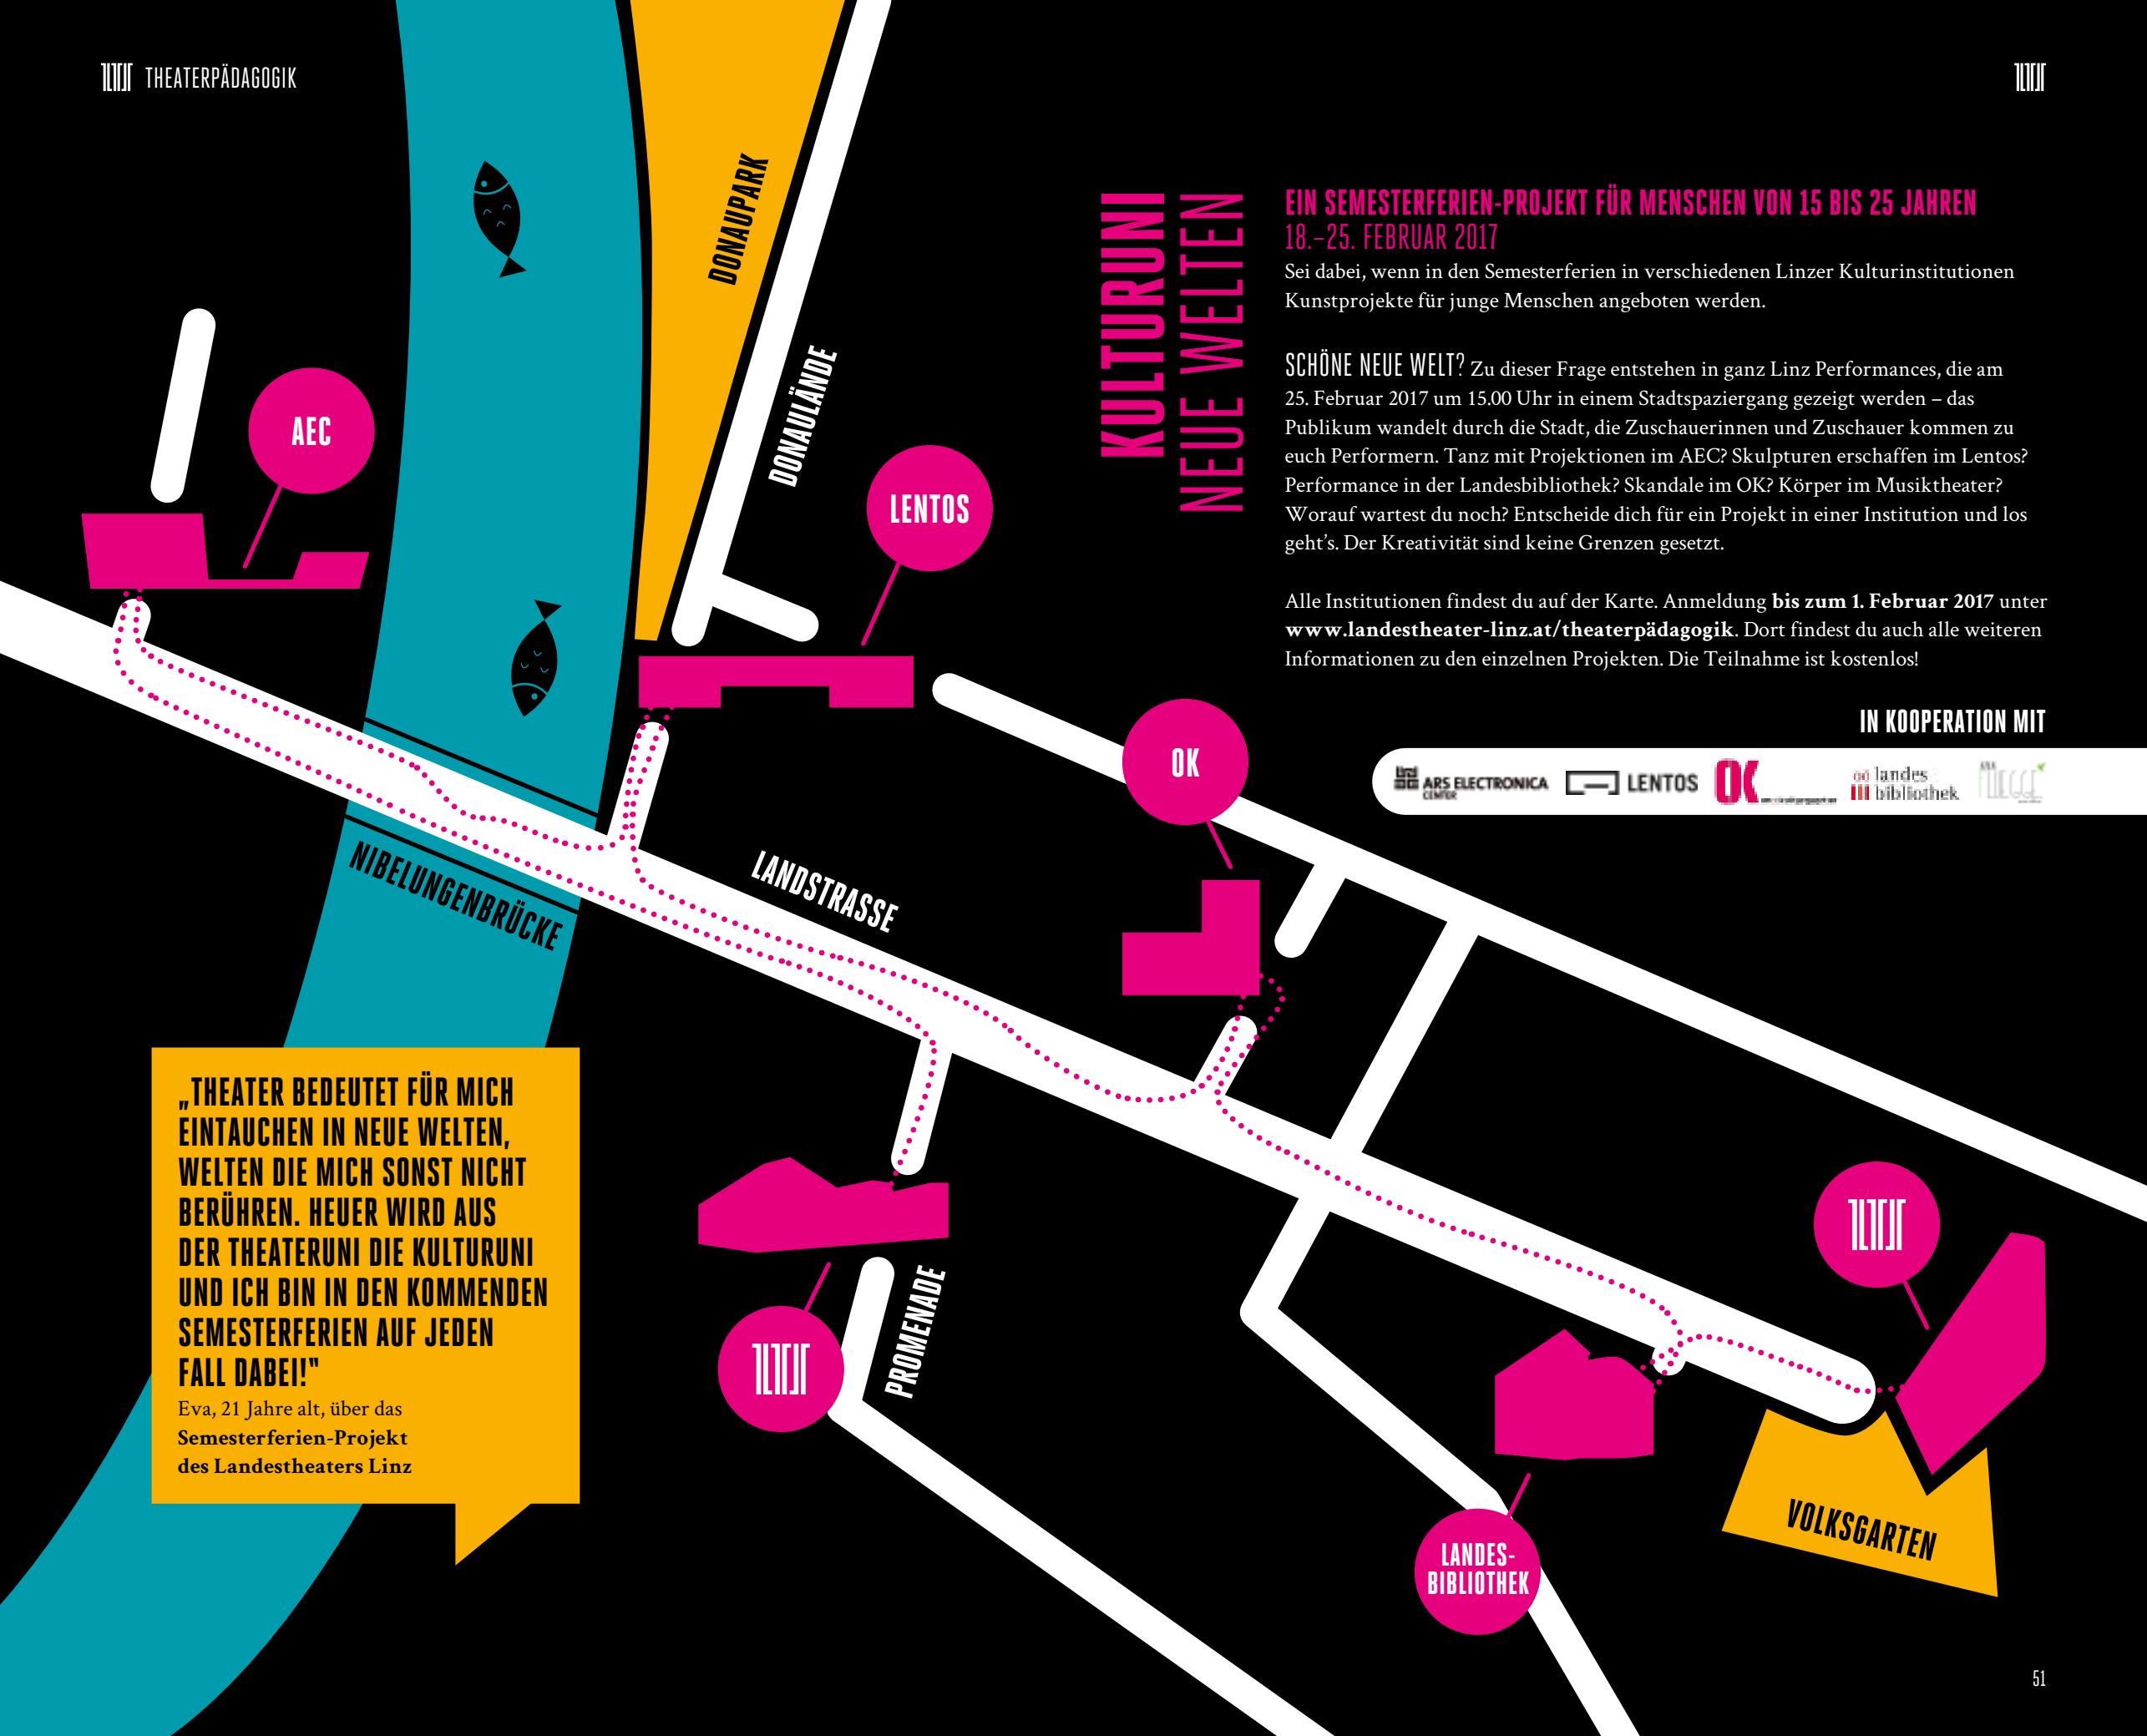 THEATERPÄDAGOGIK
DONAUPARK
DONAULÄNDE
AEC
LENTOS
NIBELUNGENBRÜCKE
LANDSTRASSE
OK
PROMENADE
LANDES-
BIBLIOTHEK
VOLKSGARTEN
KULTURUNI
NEUE WELTEN
EIN SEMESTERFERIEN-PROJEKT FÜR MENSCHEN VON 15 BIS 25 JAHREN
18.–25. FEBRUAR 2017
Sei dabei, wenn in den Semesterferien in verschiedenen Linzer Kulturinstitutionen
Kunstprojekte für junge Menschen angeboten werden.
SCHÖNE NEUE WELT? Zu dieser Frage entstehen in ganz Linz Performances, die am
25. Februar 2017 um 15.00 Uhr in einem Stadtspaziergang gezeigt werden – das
Publikum wandelt durch die Stadt, die Zuschauerinnen und Zuschauer kommen zu
euch Performern. Tanz mit Projektionen im AEC? Skulpturen erschaffen im Lentos?
Performance in der Landesbibliothek? Skandale im OK? Körper im Musiktheater?
Worauf wartest du noch? Entscheide dich für ein Projekt in einer Institution und los
geht's. Der Kreativität sind keine Grenzen gesetzt.
Alle Institutionen findest du auf der Karte. Anmeldung bis zum 1. Februar 2017 unter
www.landestheater-linz.at/theaterpädagogik. Dort findest du auch alle weiteren
Informationen zu den einzelnen Projekten. Die Teilnahme ist kostenlos!
IN KOOPERATION MIT
ARS ELECTRONICA
CENTER
LENTOS
OK
landes
bibliothek
„THEATER BEDEUTET FÜR MICH
EINTAUCHEN IN NEUE WELTEN,
WELTEN DIE MICH SONST NICHT
BERÜHREN. HEUER WIRD AUS
DER THEATERUNI DIE KULTURUNI
UND ICH BIN IN DEN KOMMENDEN
SEMESTERFERIEN AUF JEDEN
FALL DABEI!"
Eva, 21 Jahre alt, über das
Semesterferien-Projekt
des Landestheaters Linz
51